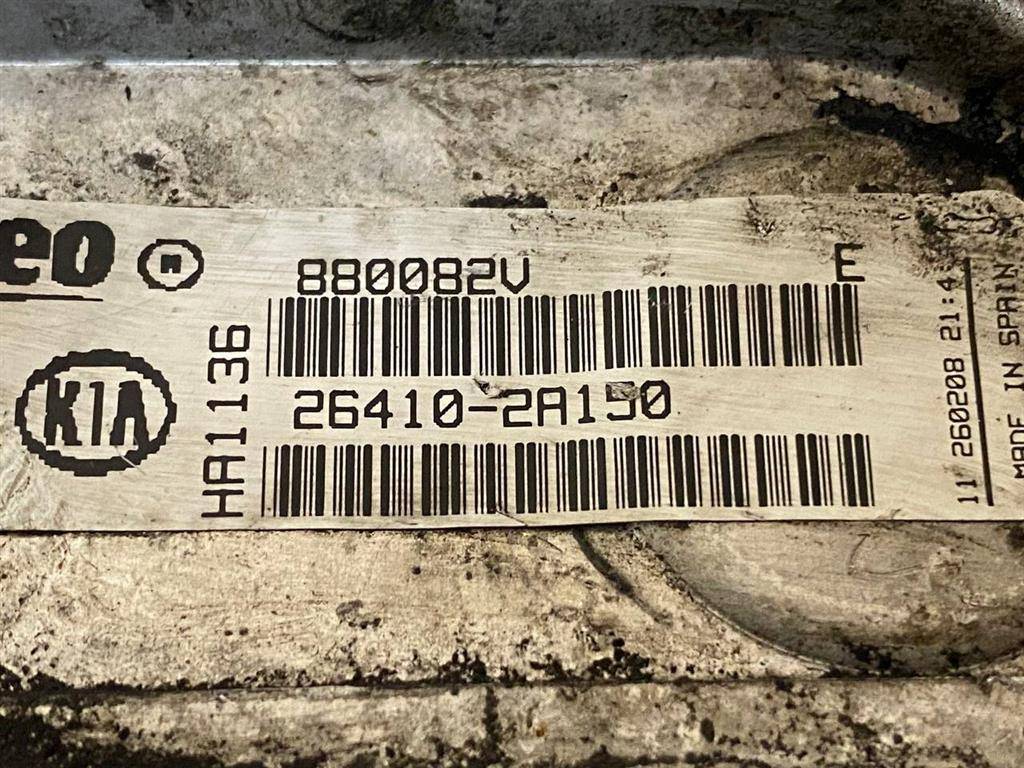 eo R
880082V E
KIA
HA1136
26410-2A150
11 260208 21:4
MADE IN SPAIN